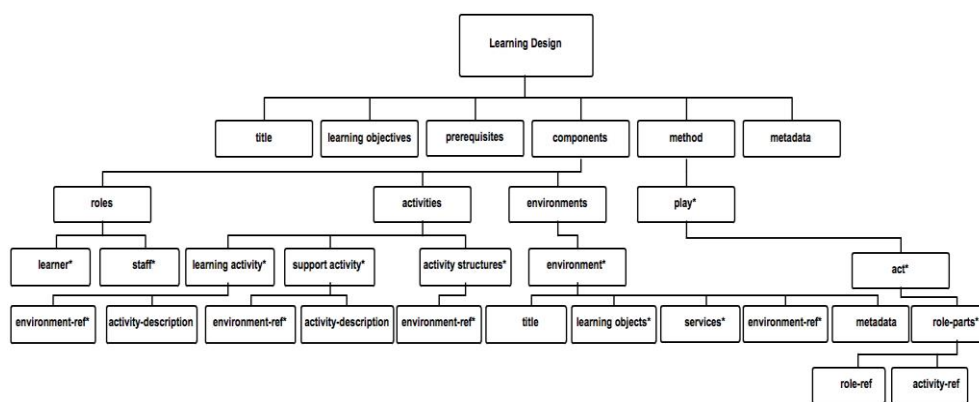 Learning Design
title
learning objectives
prerequisites
components
method
metadata
roles
activities
environments
play*
learner*
staff*
learning activity*
support activity*
activity structures*
environment*
act*
environment-ref*
activity-description
environment-ref*
activity-description
environment-ref*
title
learning objects*
services*
environment-ref*
metadata
role-parts*
role-ref
activity-ref